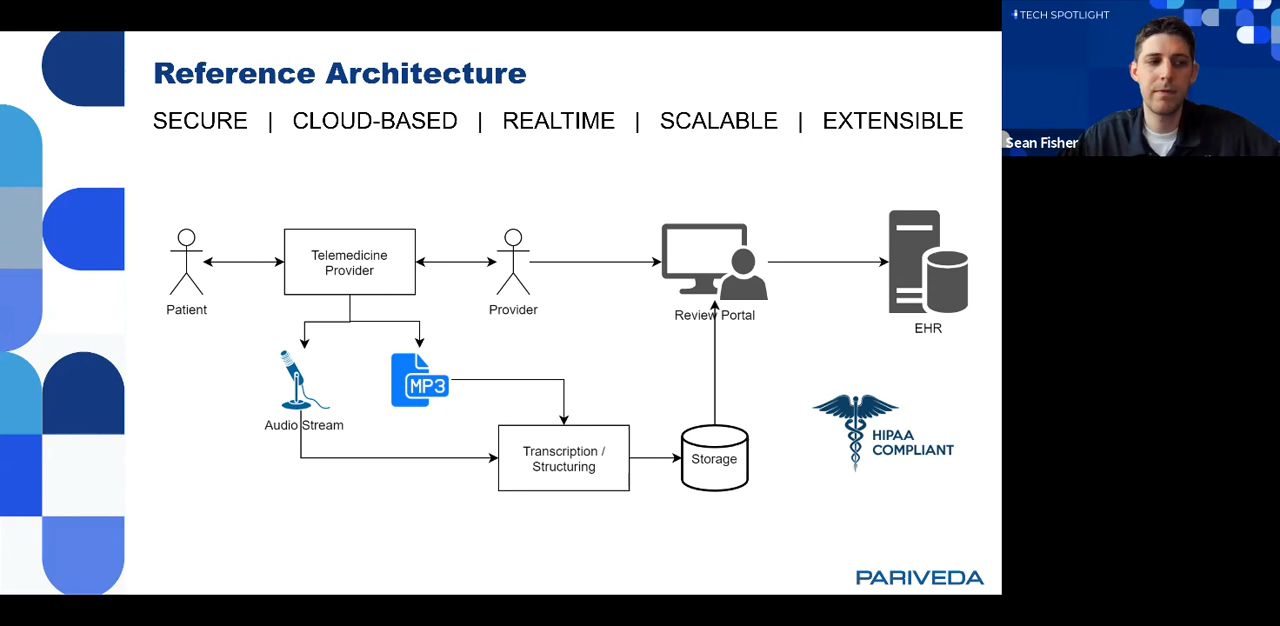 Reference Architecture
SECURE | CLOUD-BASED | REALTIME | SCALABLE | EXTENSIBLE
TECH SPOTLIGHT
Sean Fisher
Telemedicine
Provider
Patient
Provider
Review Portal
EHR
MP3
Audio Stream
Transcription /
Structuring
Storage
HIPAA
COMPLIANT
PARIVEDA